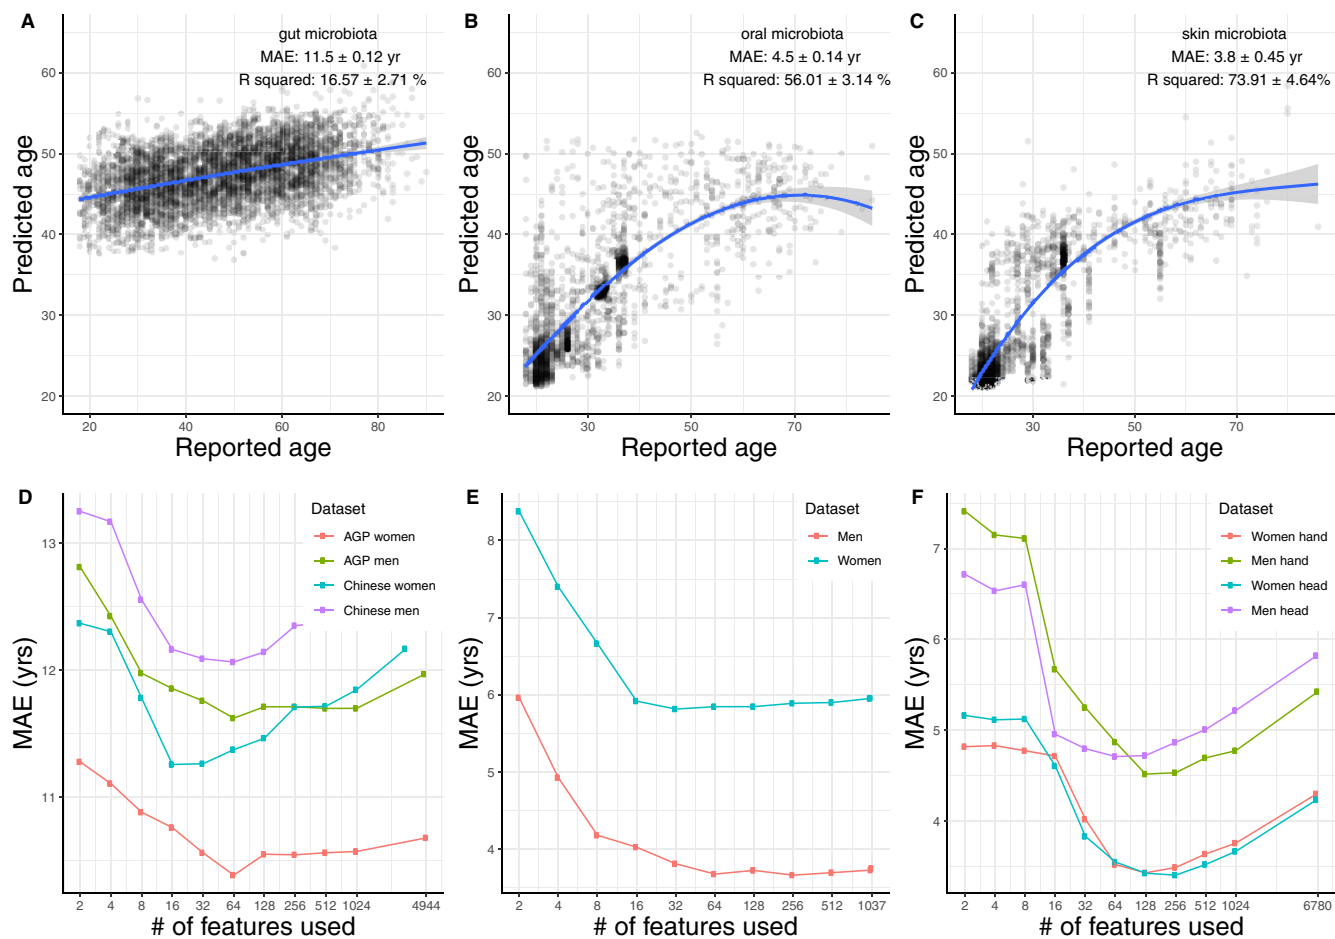 A
gut microbiota
MAE: 11.5 ± 0.12 yr
R squared: 16.57 ± 2.71 %
Predicted age
60
50
40
30
20
20 40 60 80
Reported age
B
oral microbiota
MAE: 4.5 ± 0.14 yr
R squared: 56.01 ± 3.14 %
Predicted age
60
50
40
30
20
30 50 70
Reported age
C
skin microbiota
MAE: 3.8 ± 0.45 yr
R squared: 73.91 ± 4.64%
Predicted age
60
50
40
30
20
30 50 70
Reported age
D
Dataset
AGP women
AGP men
Chinese women
Chinese men
MAE (yrs)
13
12
11
2 4 8 16 32 64 128 256 512 1024 4944
# of features used
E
Dataset
Men
Women
MAE (yrs)
8
7
6
5
4
2 4 8 16 32 64 128 256 512 1037
# of features used
F
Dataset
Women hand
Men hand
Women head
Men head
MAE (yrs)
7
6
5
4
2 4 8 16 32 64 128 256 512 1024 6780
# of features used